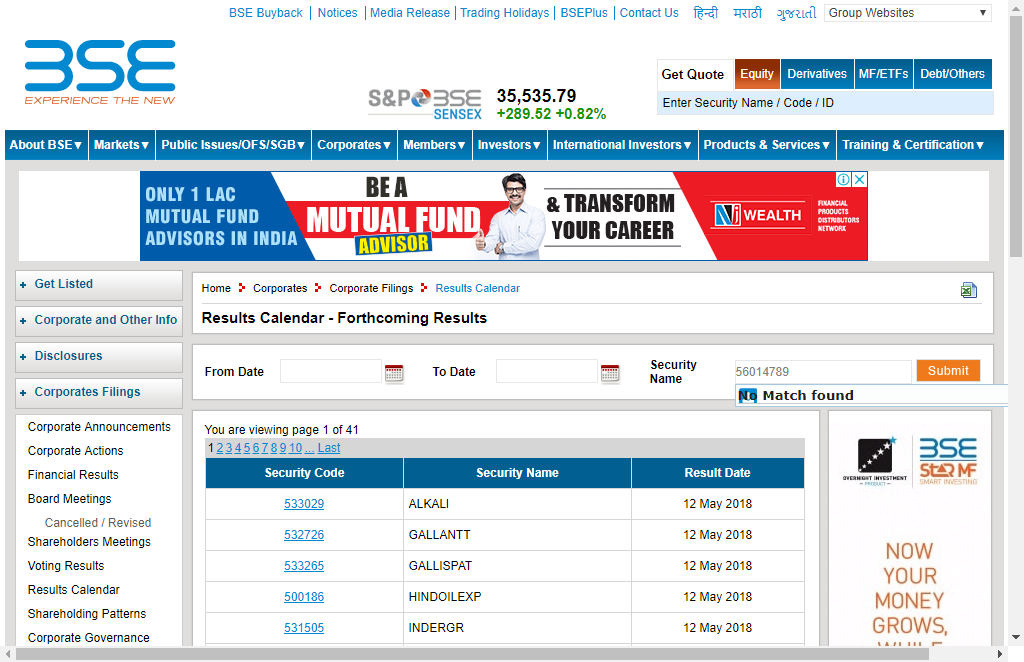 BSE Buyback | Notices | Media Release | Trading Holidays | BSEPlus | Contact Us हिन्दी मराठी ગુજરાતી Group Websites ▼
BSE
EXPERIENCE THE NEW
S&P BSE
SENSEX
35,535.79
+289.52 +0.82%
Get Quote Equity Derivatives MF/ETFs Debt/Others
Enter Security Name / Code / ID
About BSE▼ Markets▼ Public Issues/OFS/SGB▼ Corporates▼ Members▼ Investors▼ International Investors▼ Products & Services▼ Training & Certification▼
ONLY 1 LAC
MUTUAL FUND
ADVISORS IN INDIA
BE A
MUTUAL FUND
ADVISOR
& TRANSFORM
YOUR CAREER
NJ WEALTH
FINANCIAL
PRODUCTS
DISTRIBUTORS
NETWORK
+ Get Listed
+ Corporate and Other Info
+ Disclosures
+ Corporates Filings
Corporate Announcements
Corporate Actions
Financial Results
Board Meetings
Cancelled / Revised
Shareholders Meetings
Voting Results
Results Calendar
Shareholding Patterns
Corporate Governance
Home Corporates Corporate Filings Results Calendar
Results Calendar - Forthcoming Results
From Date To Date Security Name 56014789 Submit
No Match found
You are viewing page 1 of 41
1 2 3 4 5 6 7 8 9 10 ... Last
Security Code Security Name Result Date
533029 ALKALI 12 May 2018
532726 GALLANTT 12 May 2018
533265 GALLISPAT 12 May 2018
500186 HINDOILEXP 12 May 2018
531505 INDERGR 12 May 2018
OVERNIGHT INVESTMENT
- PRODUCT -
BSE
STAR MF
SMART INVESTING
NOW
YOUR
MONEY
GROWS,
WHILE